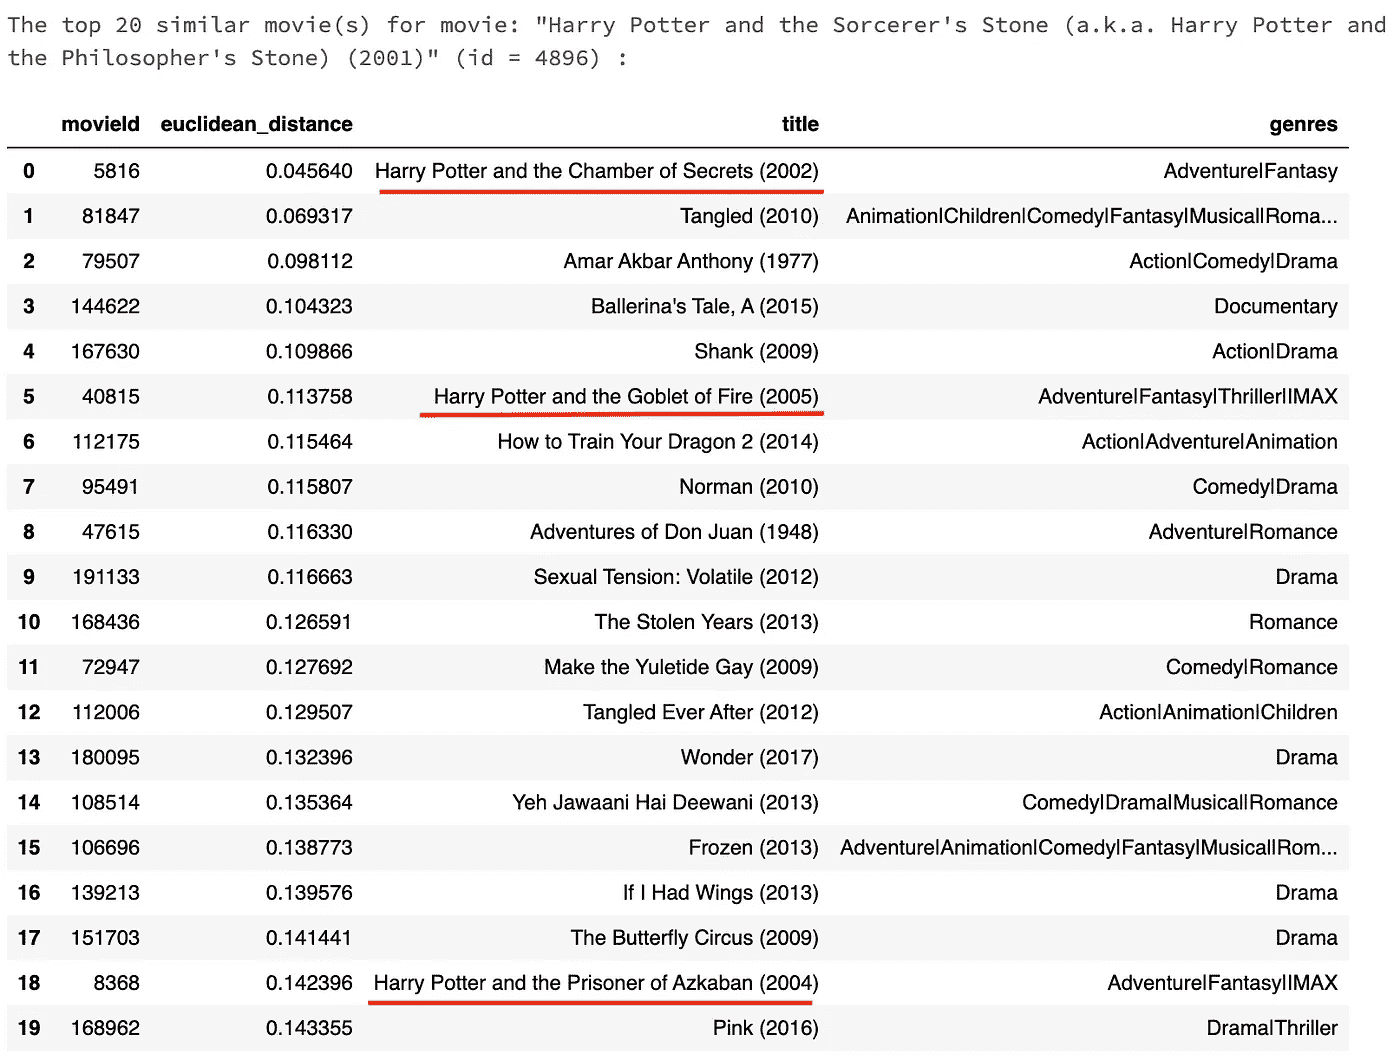 The top 20 similar movie(s) for movie: "Harry Potter and the Sorcerer's Stone (a.k.a. Harry Potter and
the Philosopher's Stone) (2001)" (id = 4896) :
movieId euclidean_distance title genres
0 5816 0.045640 Harry Potter and the Chamber of Secrets (2002) Adventure|Fantasy
1 81847 0.069317 Tangled (2010) Animation|Children|Comedy|Fantasy|Musical|Roma...
2 79507 0.098112 Amar Akbar Anthony (1977) Action|Comedy|Drama
3 144622 0.104323 Ballerina's Tale, A (2015) Documentary
4 167630 0.109866 Shank (2009) Action|Drama
5 40815 0.113758 Harry Potter and the Goblet of Fire (2005) Adventure|Fantasy|Thriller|IMAX
6 112175 0.115464 How to Train Your Dragon 2 (2014) Action|Adventure|Animation
7 95491 0.115807 Norman (2010) Comedy|Drama
8 47615 0.116330 Adventures of Don Juan (1948) Adventure|Romance
9 191133 0.116663 Sexual Tension: Volatile (2012) Drama
10 168436 0.126591 The Stolen Years (2013) Romance
11 72947 0.127692 Make the Yuletide Gay (2009) Comedy|Romance
12 112006 0.129507 Tangled Ever After (2012) Action|Animation|Children
13 180095 0.132396 Wonder (2017) Drama
14 108514 0.135364 Yeh Jawaani Hai Deewani (2013) Comedy|Drama|Musical|Romance
15 106696 0.138773 Frozen (2013) Adventure|Animation|Comedy|Fantasy|Musical|Rom...
16 139213 0.139576 If I Had Wings (2013) Drama
17 151703 0.141441 The Butterfly Circus (2009) Drama
18 8368 0.142396 Harry Potter and the Prisoner of Azkaban (2004) Adventure|Fantasy|IMAX
19 168962 0.143355 Pink (2016) Drama|Thriller